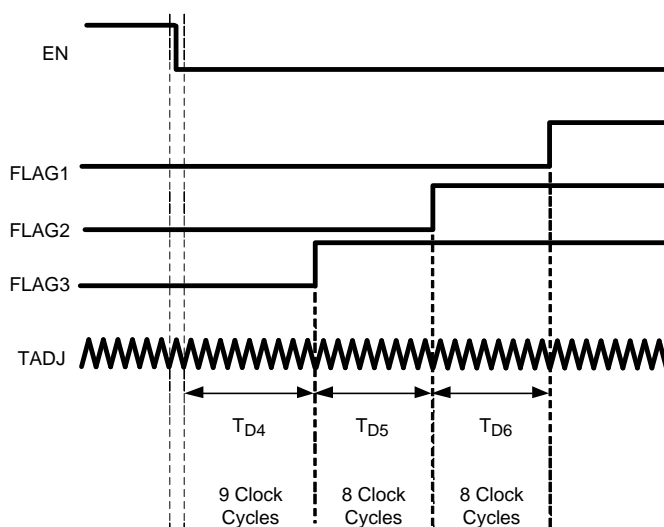 EN
FLAG1
FLAG2
FLAG3
TADJ
TD4 TD5 TD6
9 Clock 8 Clock 8 Clock
Cycles Cycles Cycles